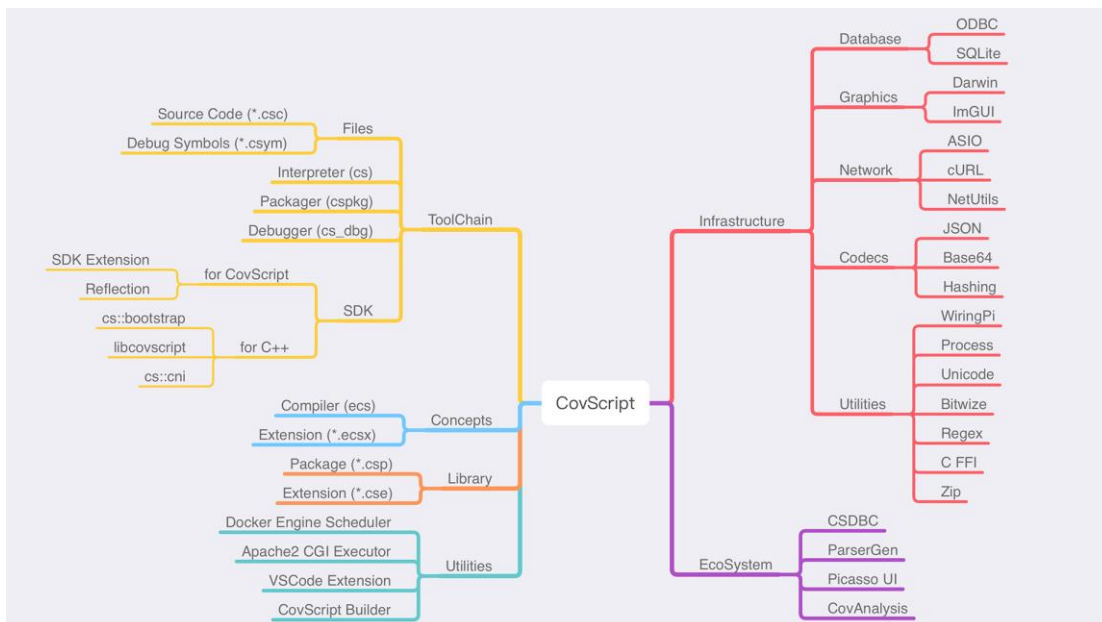 CovScript
ToolChain
Files
Source Code (*.csc)
Debug Symbols (*.csym)
Interpreter (cs)
Packager (cspkg)
Debugger (cs_dbg)
SDK
for CovScript
SDK Extension
Reflection
for C++
cs::bootstrap
libcovscript
cs::cni
Concepts
Compiler (ecs)
Extension (*.ecsx)
Library
Package (*.csp)
Extension (*.cse)
Utilities
Docker Engine Scheduler
Apache2 CGI Executor
VSCode Extension
CovScript Builder
Infrastructure
Database
ODBC
SQLite
Graphics
Darwin
ImGUI
Network
ASIO
cURL
NetUtils
Codecs
JSON
Base64
Hashing
Utilities
WiringPi
Process
Unicode
Bitwize
Regex
C FFI
Zip
EcoSystem
CSDBC
ParserGen
Picasso UI
CovAnalysis